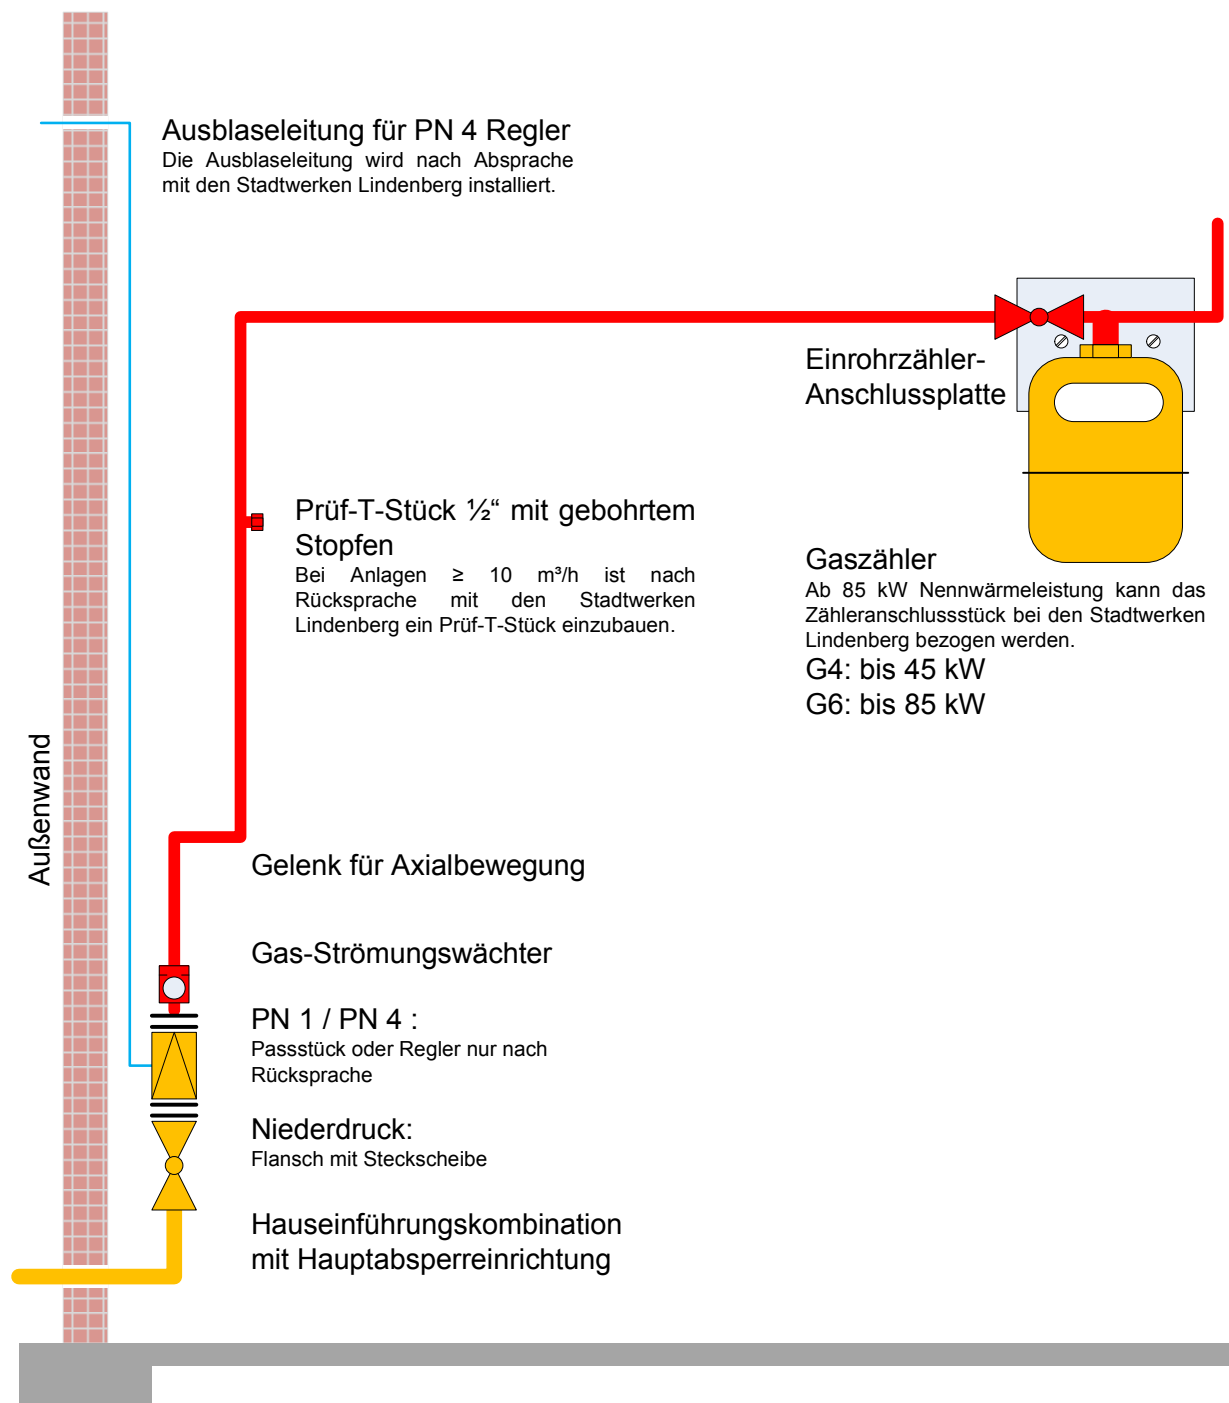 Ausblaseleitung für PN 4 Regler
Die Ausblaseleitung wird nach Absprache
mit den Stadtwerken Lindenberg installiert.
Einrohrzähler-
Anschlussplatte
Prüf-T-Stück ½“ mit gebohrtem
Stopfen
Bei Anlagen ≥ 10 m³/h ist nach
Rücksprache mit den Stadtwerken
Lindenberg ein Prüf-T-Stück einzubauen.
Gaszähler
Ab 85 kW Nennwärmeleistung kann das
Zähleranschlussstück bei den Stadtwerken
Lindenberg bezogen werden.
G4: bis 45 kW
G6: bis 85 kW
Außenwand
Gelenk für Axialbewegung
Gas-Strömungswächter
PN 1 / PN 4 :
Passstück oder Regler nur nach
Rücksprache
Niederdruck:
Flansch mit Steckscheibe
Hauseinführungskombination
mit Hauptabsperreinrichtung